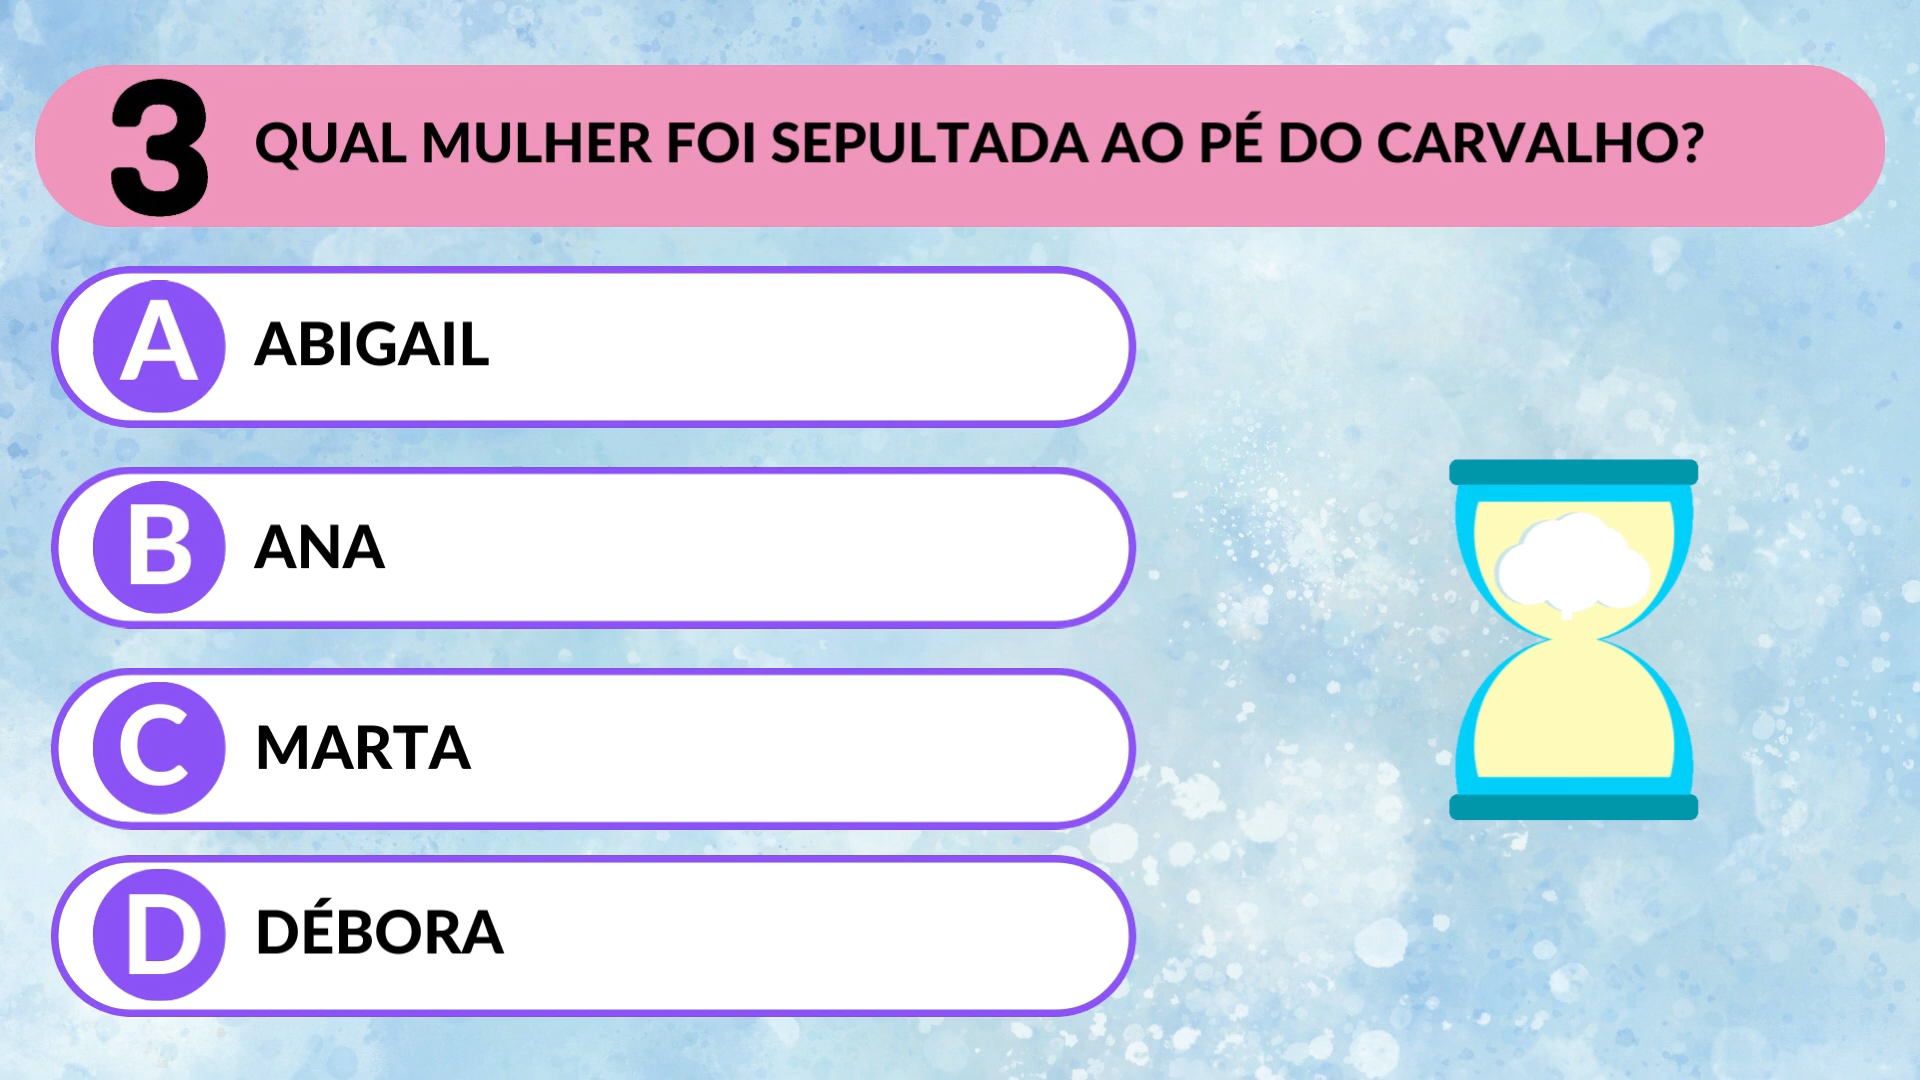 3 QUAL MULHER FOI SEPULTADA AO PÉ DO CARVALHO?
A ABIGAIL
B ANA
C MARTA
D DÉBORA